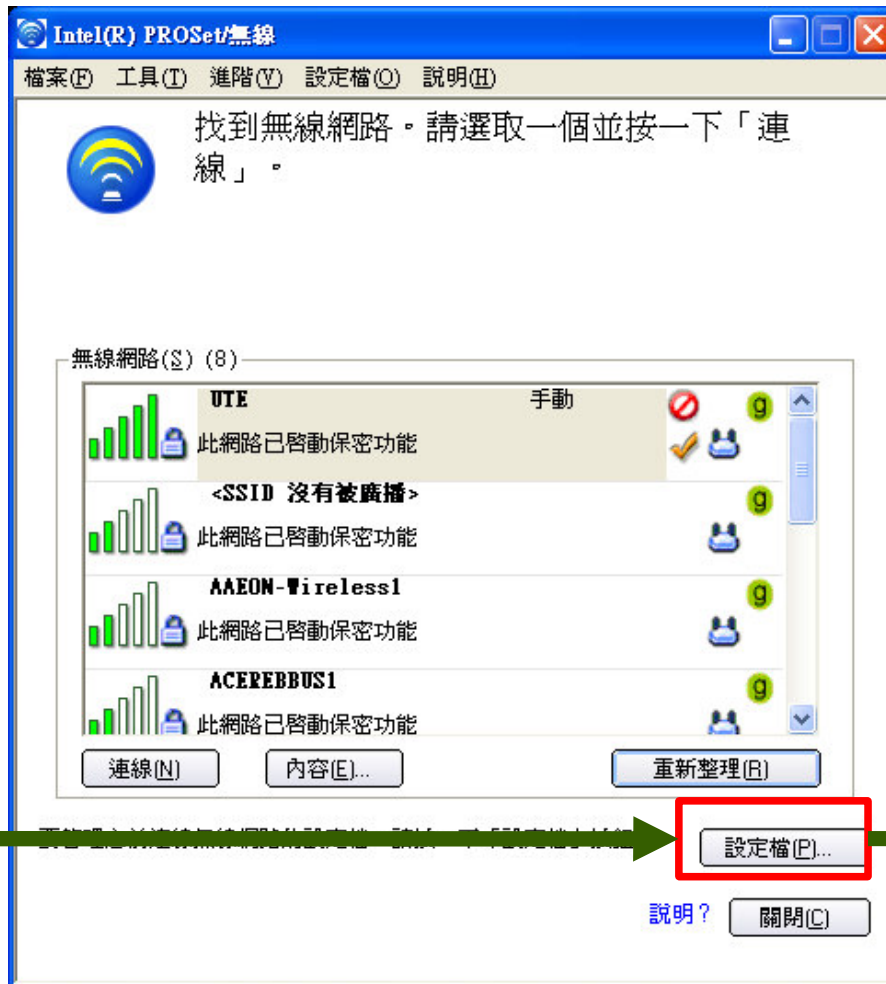 Intel(R) PROSet/無線
檔案(F) 工具(T) 進階(V) 設定檔(O) 說明(H)
找到無線網路。請選取一個並按一下「連
線」。
無線網路(S) (8)
UTE 手動
g
此網路已啓動保密功能
<SSID 沒有被廣播>
g
此網路已啓動保密功能
AAEON-Wireless1
g
此網路已啓動保密功能
ACEREBBUS1
g
此網路已啓動保密功能
連線(N) 內容(E)... 重新整理(R)
設定檔(P)...
說明? 關閉(C)